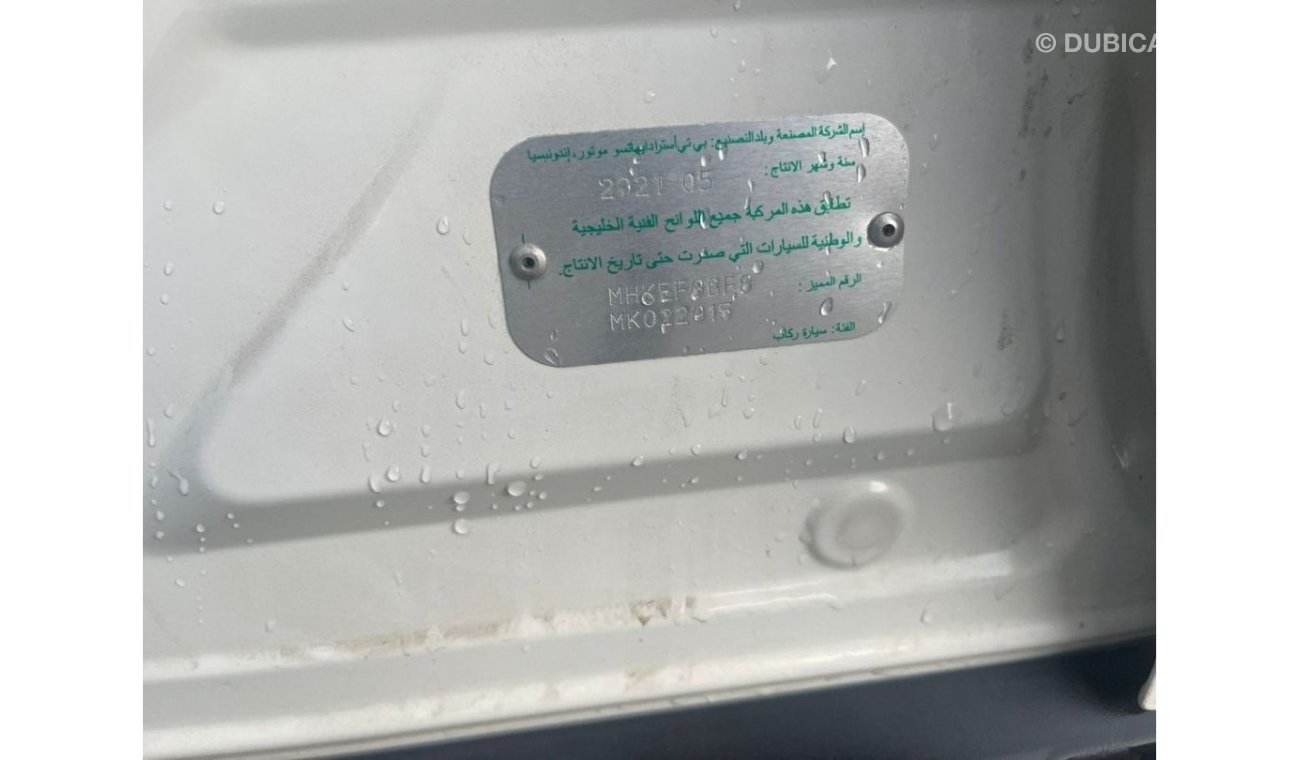 © DUBICA
إسم الشركة المصنعة وبلد التصنيع: بي تي أسترا دايهاتسو موتور، إندونيسيا
سنة وشهر الانتاج: 2021 05
تطابق هذه المركبة جميع اللوائح الفنية الخليجية
والوطنية للسيارات التي صدرت حتى تاريخ الانتاج.
الرقم المميز:
الفئة: سيارة ركاب